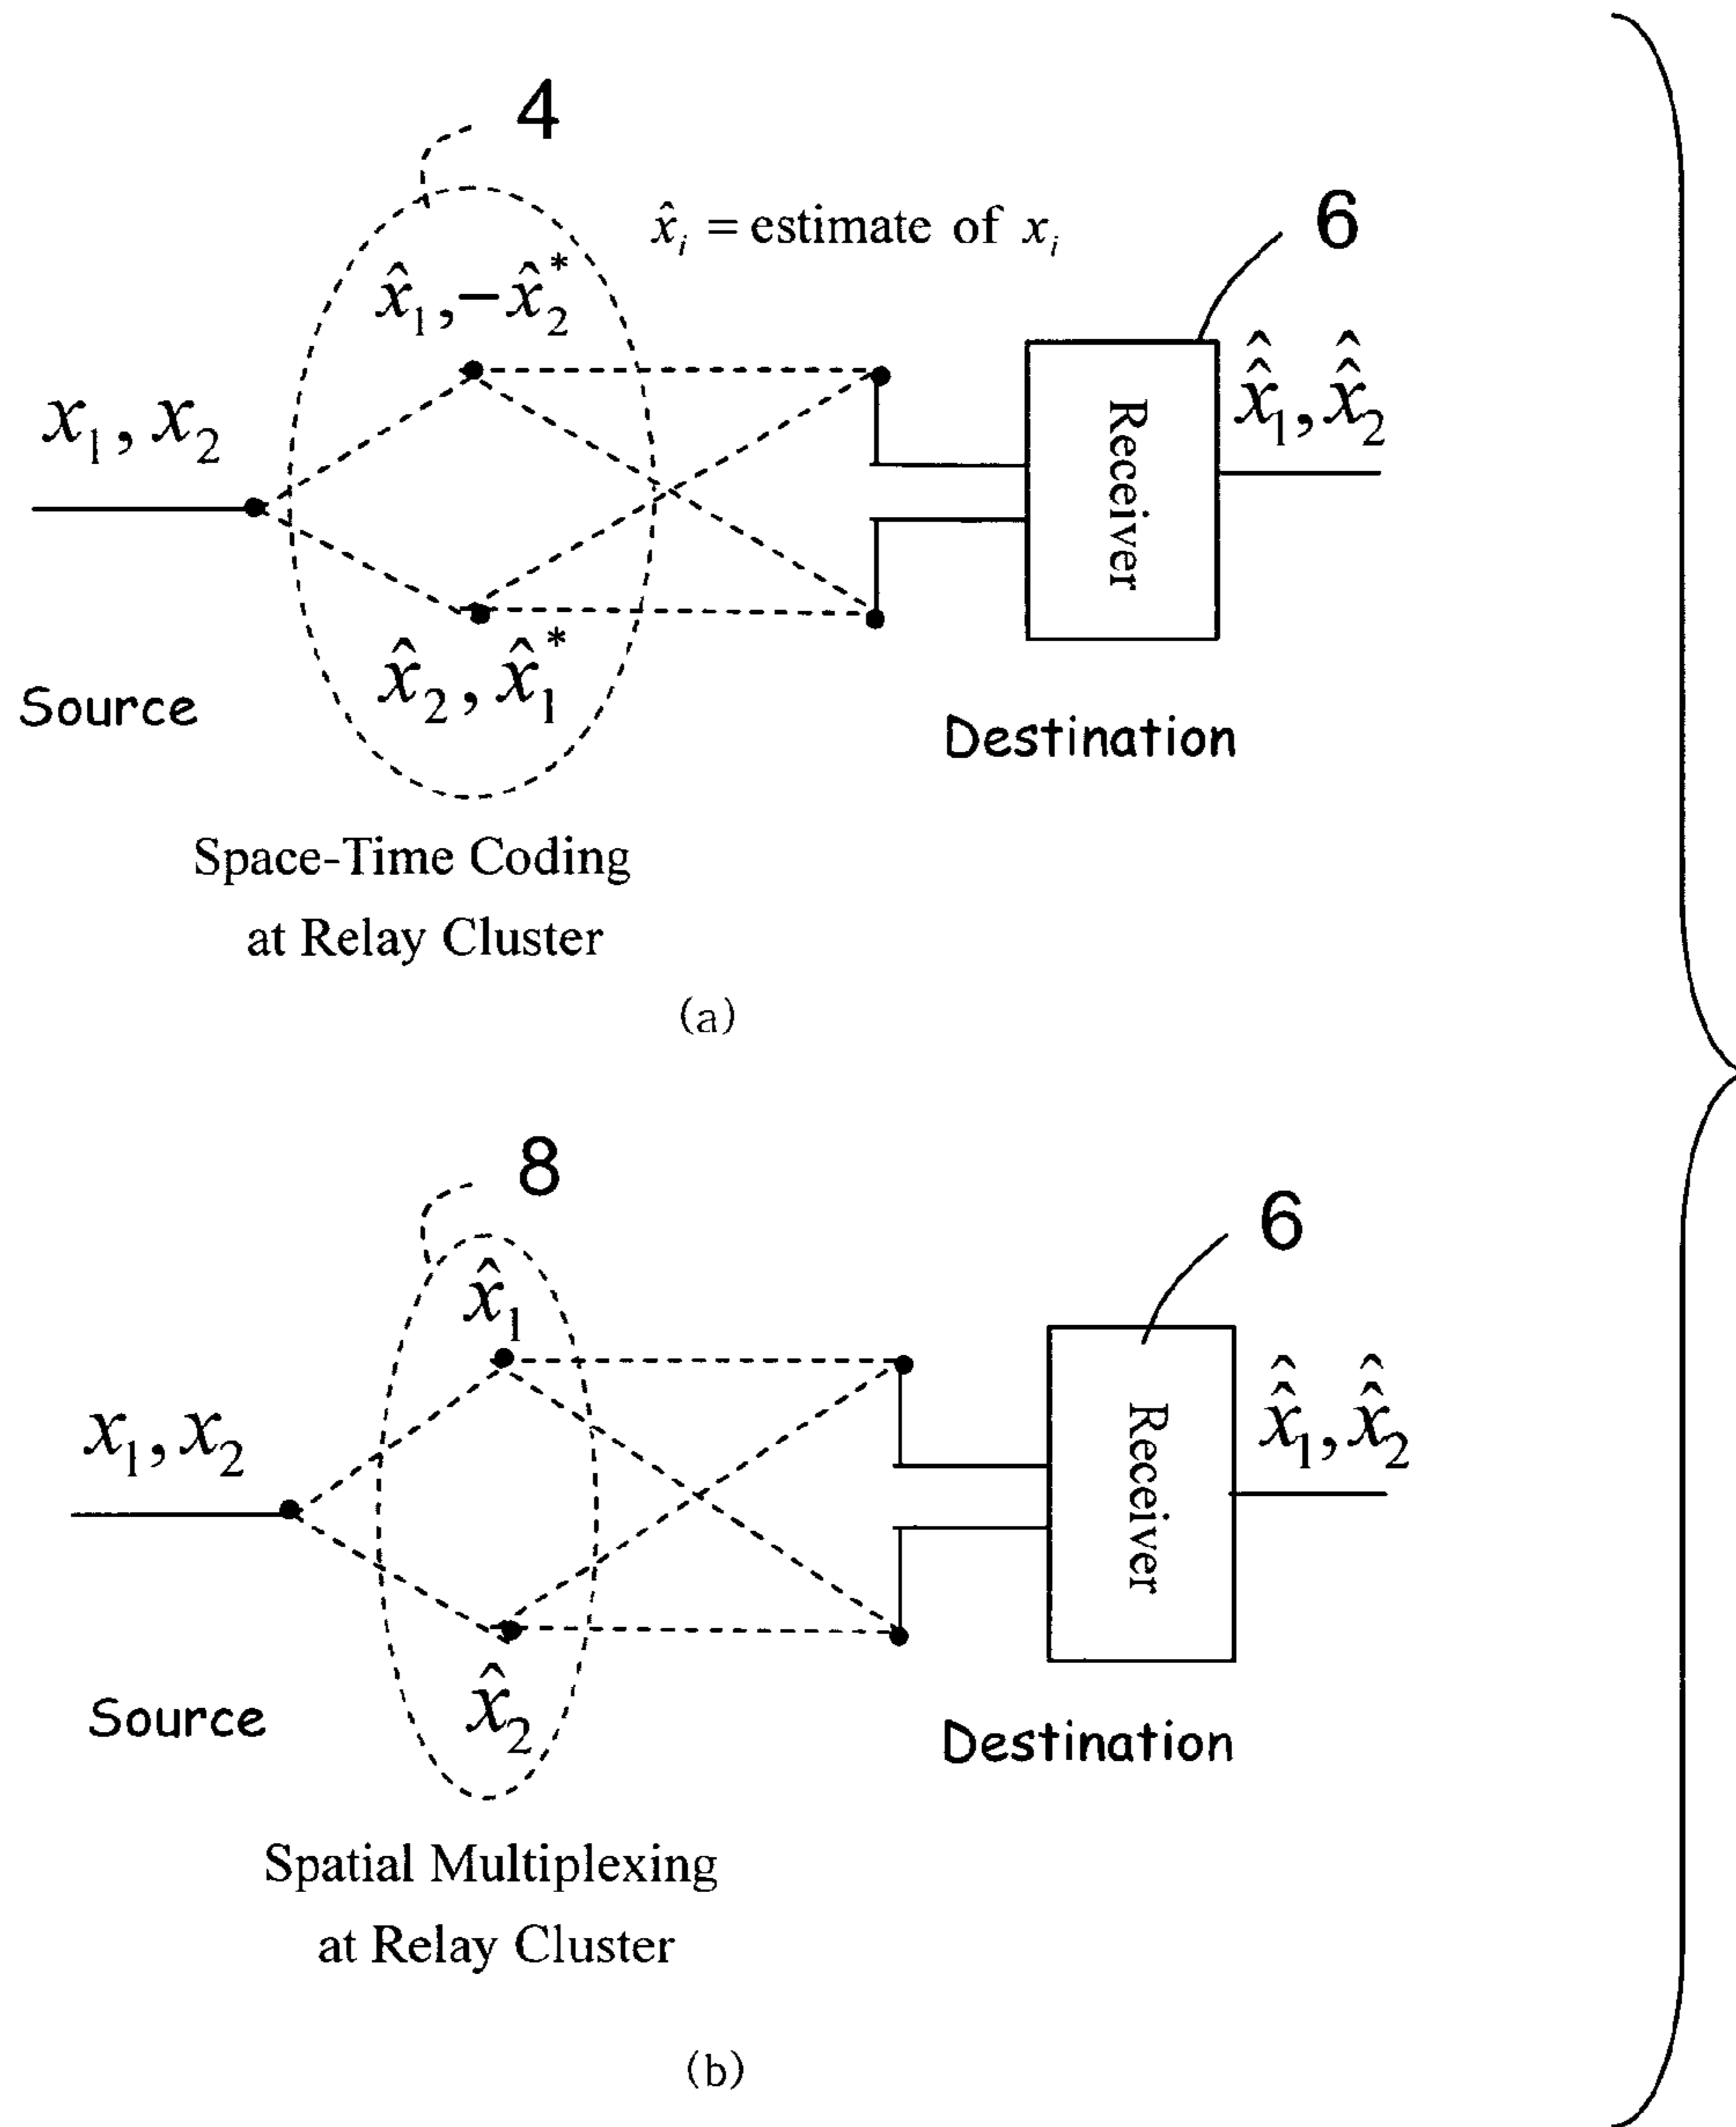 4
x̂ᵢ = estimate of xᵢ
6
x̂₁, −x̂₂*
x₁, x₂
Receiver
x̂̂₁, x̂̂₂
x̂₂, x̂₁*
Source
Destination
Space-Time Coding
at Relay Cluster
(a)
8
6
x̂₁
x₁, x₂
Receiver
x̂̂₁, x̂̂₂
x̂₂
Source
Destination
Spatial Multiplexing
at Relay Cluster
(b)